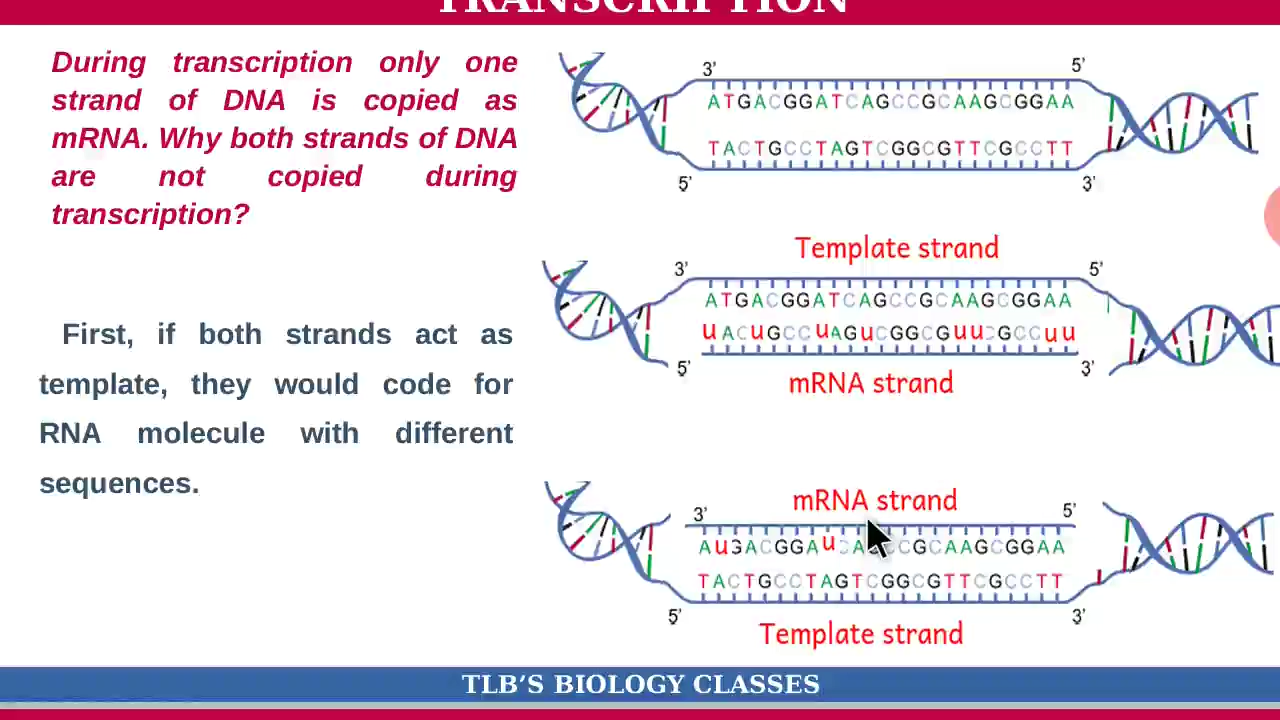 TRANSCRIPTION
During transcription only one
strand of DNA is copied as
mRNA. Why both strands of DNA
are not copied during
transcription?
First, if both strands act as
template, they would code for
RNA molecule with different
sequences.
3’ 5’
ATGACGGATCAGCCGCAAGCGGAA
TACTGCCTAGTCGGCGTTCGCCTT
5’ 3’
Template strand
3’ 5’
ATGACGGATCAGCCGCAAGCGGAA
uACuGCCuAGuCGGCGuuCGCCuu
5’ 3’
mRNA strand
mRNA strand
3’ 5’
AuGACGGAuCA CCGCAAGCGGAA
TACTGCCTAGTCGGCGTTCGCCTT
5’ 3’
Template strand
TLB’S BIOLOGY CLASSES